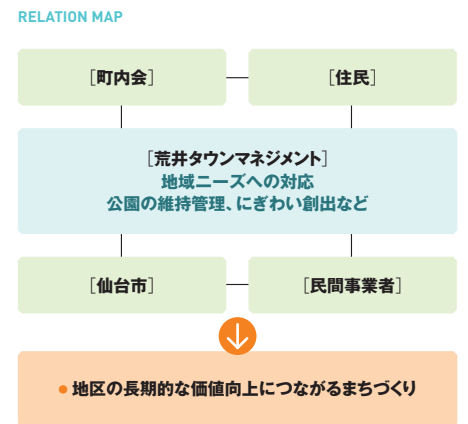 RELATION MAP
［町内会］
［住民］
［荒井タウンマネジメント］
地域ニーズへの対応
公園の維持管理、にぎわい創出など
［仙台市］
［民間事業者］
● 地区の長期的な価値向上につながるまちづくり